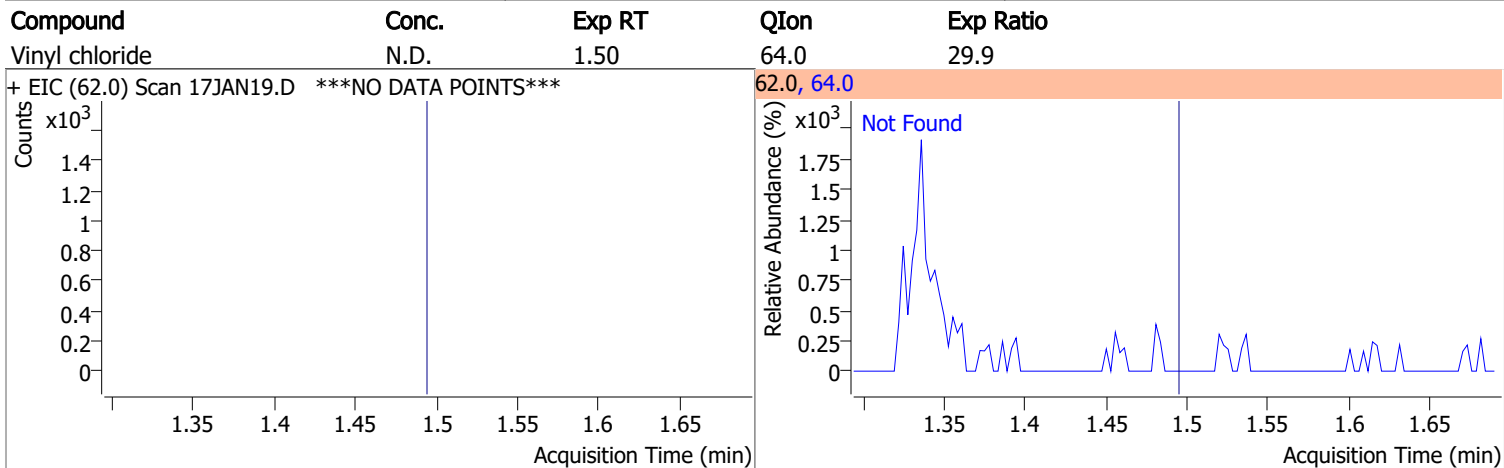 Compound Conc. Exp RT QIon Exp Ratio
Vinyl chloride N.D. 1.50 64.0 29.9
+ EIC (62.0) Scan 17JAN19.D ***NO DATA POINTS***
Counts
x10³
1.4
1.2
1
0.8
0.6
0.4
0.2
0
1.35 1.4 1.45 1.5 1.55 1.6 1.65
Acquisition Time (min)
62.0, 64.0
Relative Abundance (%)
x10³
Not Found
1.75
1.5
1.25
1
0.75
0.5
0.25
0
1.35 1.4 1.45 1.5 1.55 1.6 1.65
Acquisition Time (min)